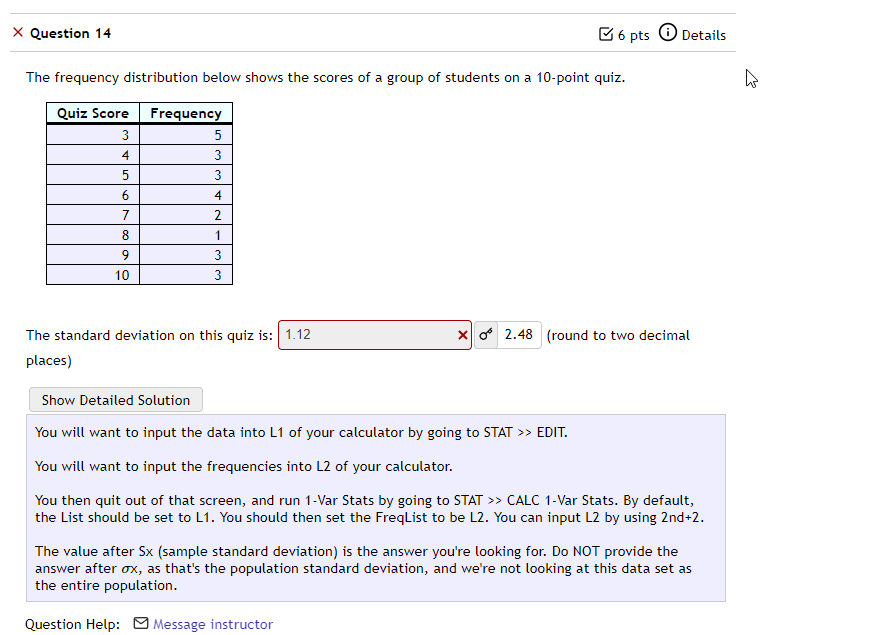 × Question 14
6 pts Details
The frequency distribution below shows the scores of a group of students on a 10-point quiz.
Quiz Score Frequency
3 5
4 3
5 3
6 4
7 2
8 1
9 3
10 3
The standard deviation on this quiz is: 1.12 × 2.48 (round to two decimal
places)
Show Detailed Solution
You will want to input the data into L1 of your calculator by going to STAT >> EDIT.
You will want to input the frequencies into L2 of your calculator.
You then quit out of that screen, and run 1-Var Stats by going to STAT >> CALC 1-Var Stats. By default,
the List should be set to L1. You should then set the FreqList to be L2. You can input L2 by using 2nd+2.
The value after Sx (sample standard deviation) is the answer you're looking for. Do NOT provide the
answer after σx, as that's the population standard deviation, and we're not looking at this data set as
the entire population.
Question Help: Message instructor